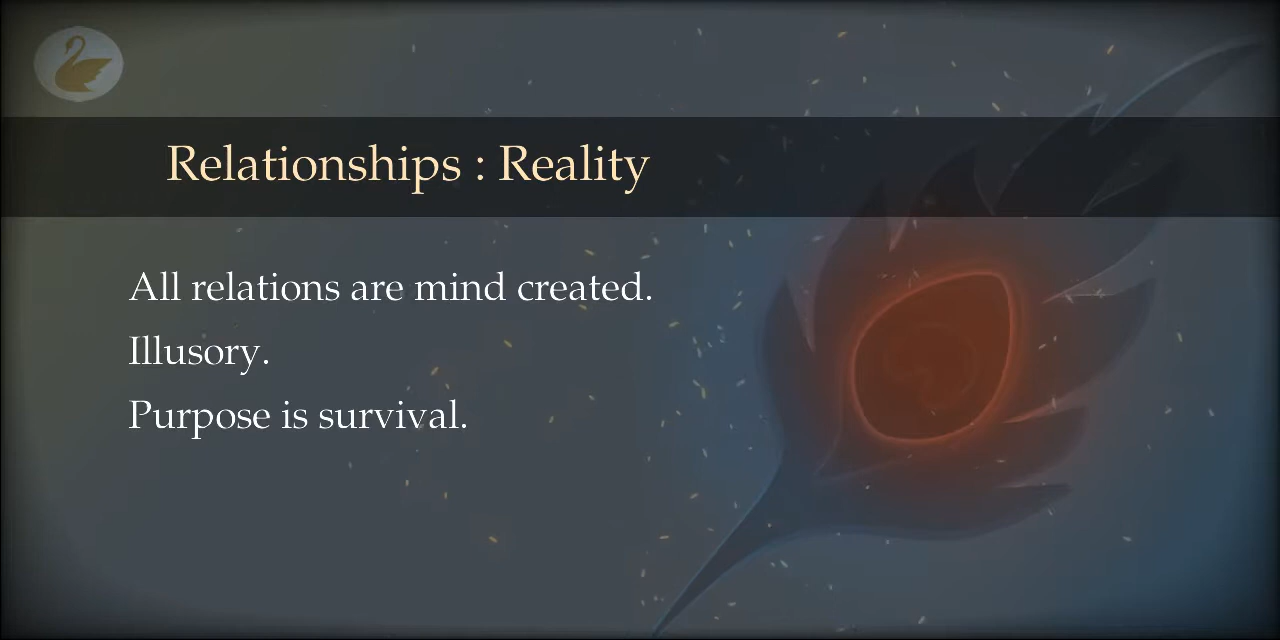 Relationships : Reality
All relations are mind created.
Illusory.
Purpose is survival.